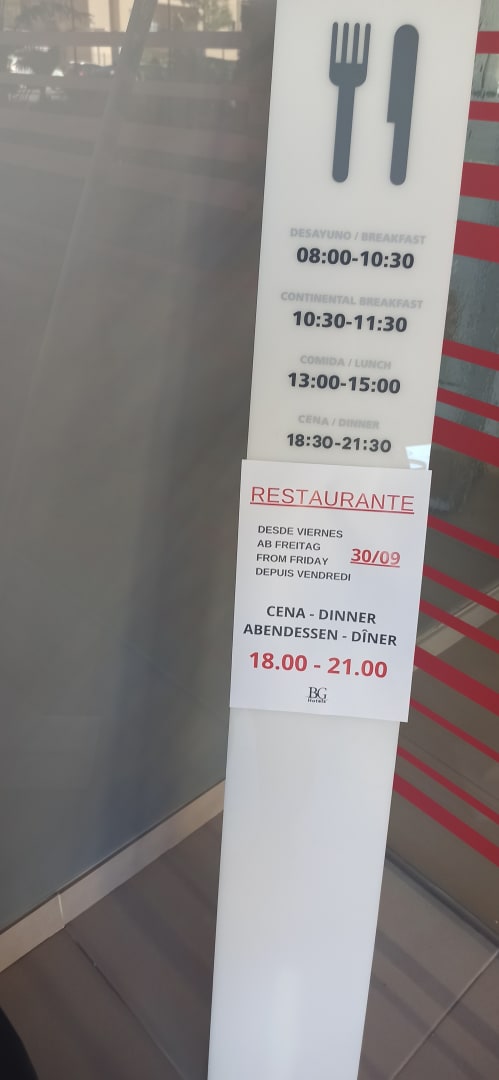 DESAYUNO / BREAKFAST
08:00-10:30
CONTINENTAL BREAKFAST
10:30-11:30
COMIDA / LUNCH
13:00-15:00
CENA / DINNER
18:30-21:30
RESTAURANTE
DESDE VIERNES
AB FREITAG
FROM FRIDAY 30/09
DEPUIS VENDREDI
CENA - DINNER
ABENDESSEN - DÎNER
18.00 - 21.00
BG
Hotels